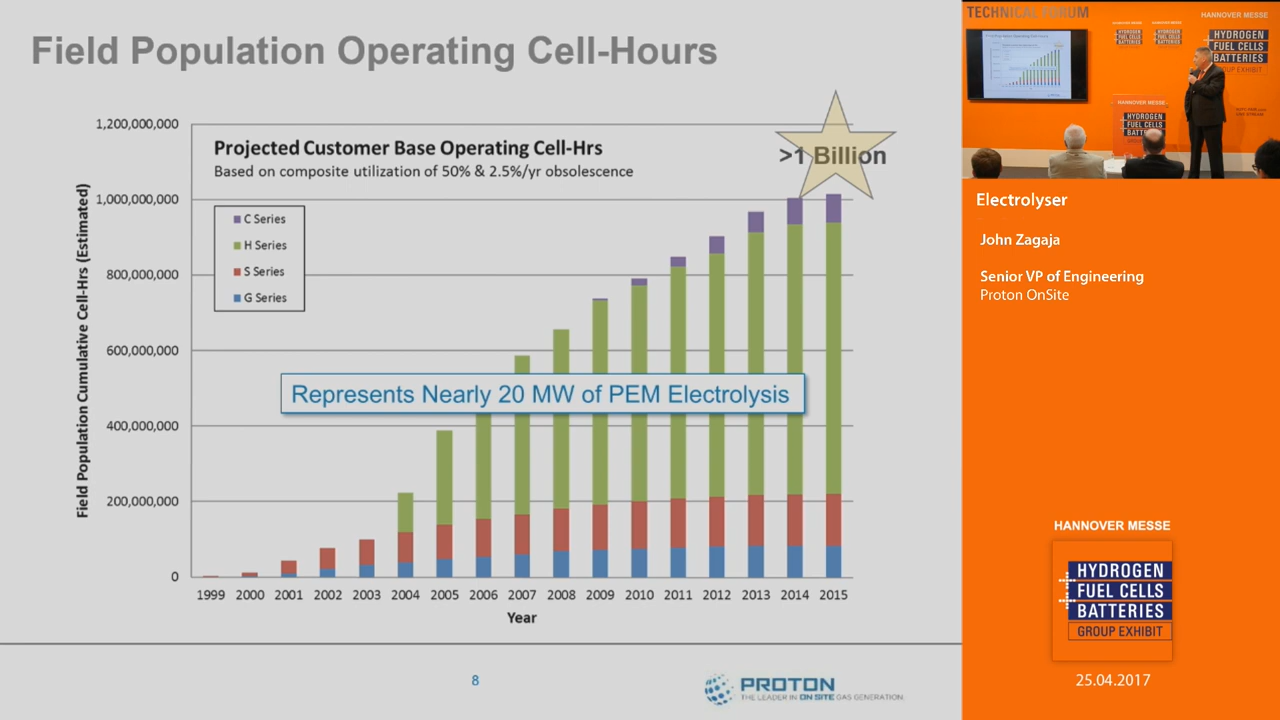 Field Population Operating Cell-Hours
1,200,000,000
1,000,000,000
800,000,000
600,000,000
400,000,000
200,000,000
0
Field Population Cumulative Cell-Hrs (Estimated)
Projected Customer Base Operating Cell-Hrs
Based on composite utilization of 50% & 2.5%/yr obsolescence
C Series
H Series
S Series
G Series
>1 Billion
Represents Nearly 20 MW of PEM Electrolysis
1999 2000 2001 2002 2003 2004 2005 2006 2007 2008 2009 2010 2011 2012 2013 2014 2015
Year
8
PROTON
THE LEADER IN ON SITE GAS GENERATION.
TECHNICAL FORUM
HANNOVER MESSE
HYDROGEN
FUEL CELLS
BATTERIES
GROUP EXHIBIT
HANNOVER MESSE
HYDROGEN
FUEL CELLS
Electrolyser
John Zagaja
Senior VP of Engineering
Proton OnSite
HANNOVER MESSE
HYDROGEN
FUEL CELLS
BATTERIES
GROUP EXHIBIT
25.04.2017